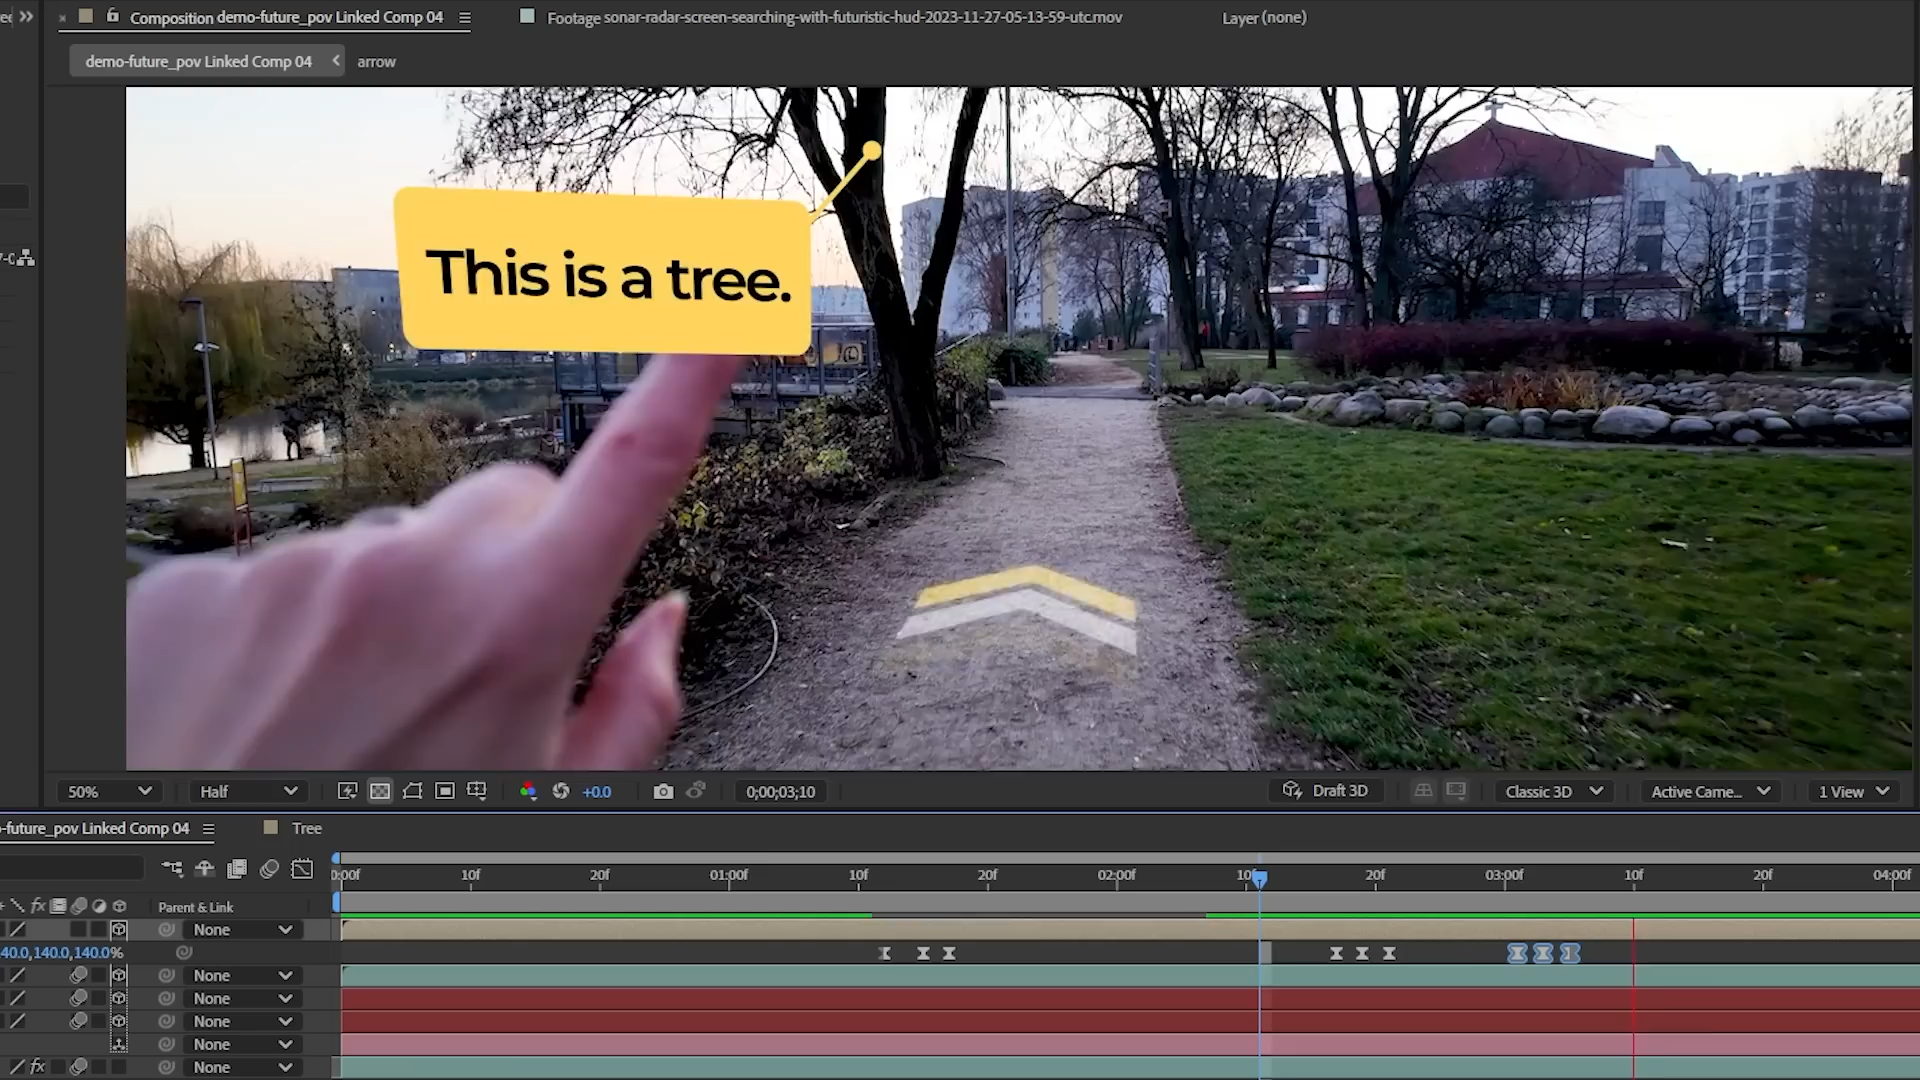 Composition demo-future_pov Linked Comp 04
Footage sonar-radar-screen-searching-with-futuristic-hud-2023-11-27-05-13-59-utc.mov
Layer (none)
demo-future_pov Linked Comp 04
arrow
This is a tree.
50%
Half
+0.0
0;00;03;10
Draft 3D
Classic 3D
Active Came...
1 View
-future_pov Linked Comp 04
Tree
0:00f 10f 20f 01:00f 10f 20f 02:00f 10 20f 03:00f 10f 20f 04:00f
fx
Parent & Link
None
40.0,140.0,140.0%
None
None
None
None
fx
None